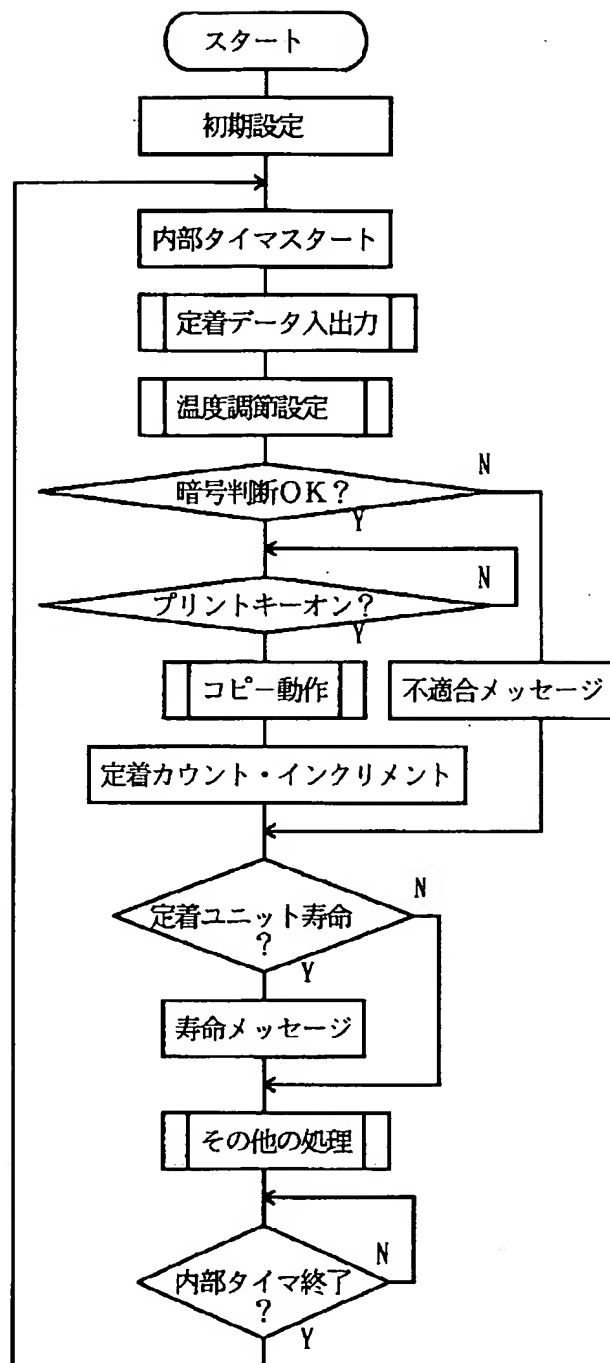 スタート
初期設定
内部タイマスタート
定着データ入出力
温度調節設定
N
暗号判断OK？
Y
N
プリントキーオン？
Y
コピー動作
不適合メッセージ
定着カウント・インクリメント
N
定着ユニット寿命
？
Y
寿命メッセージ
その他の処理
N
内部タイマ終了
？
Y